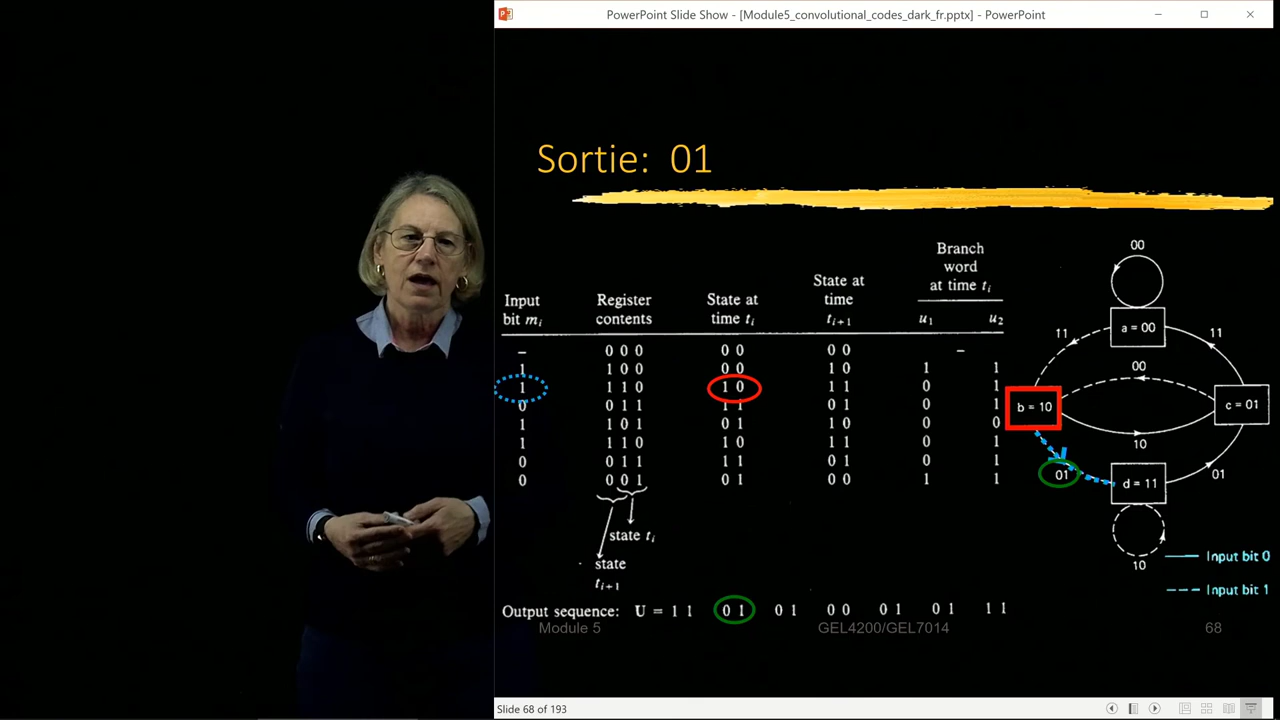 PowerPoint Slide Show - [Module5_convolutional_codes_dark_fr.pptx] - PowerPoint
Sortie: 01
Input bit mi
Register contents
State at time ti
State at time ti+1
Branch word at time ti
u1 u2
– 0 0 0 0 0 0 0 –
1 1 0 0 0 0 1 0 1 1
1 1 1 0 1 0 1 1 0 1
0 0 1 1 1 1 0 1 0 1
1 1 0 1 0 1 1 0 0 0
1 1 1 0 1 0 1 1 0 1
0 0 1 1 1 1 0 1 0 1
0 0 0 1 0 1 0 0 1 1
state ti
state
ti+1
Output sequence: U = 1 1 0 1 0 1 0 0 0 1 0 1 1 1
00
a = 00
11
11
00
b = 10
c = 01
10
01
d = 11
01
10
Input bit 0
Input bit 1
Module 5
GEL4200/GEL7014
68
Slide 68 of 193